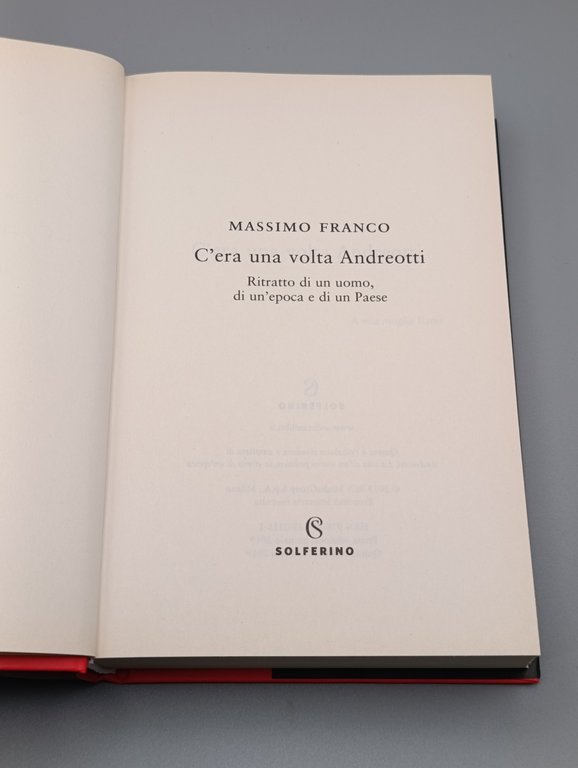 MASSIMO FRANCO
C'era una volta Andreotti
Ritratto di un uomo,
di un'epoca e di un Paese
SOLFERINO